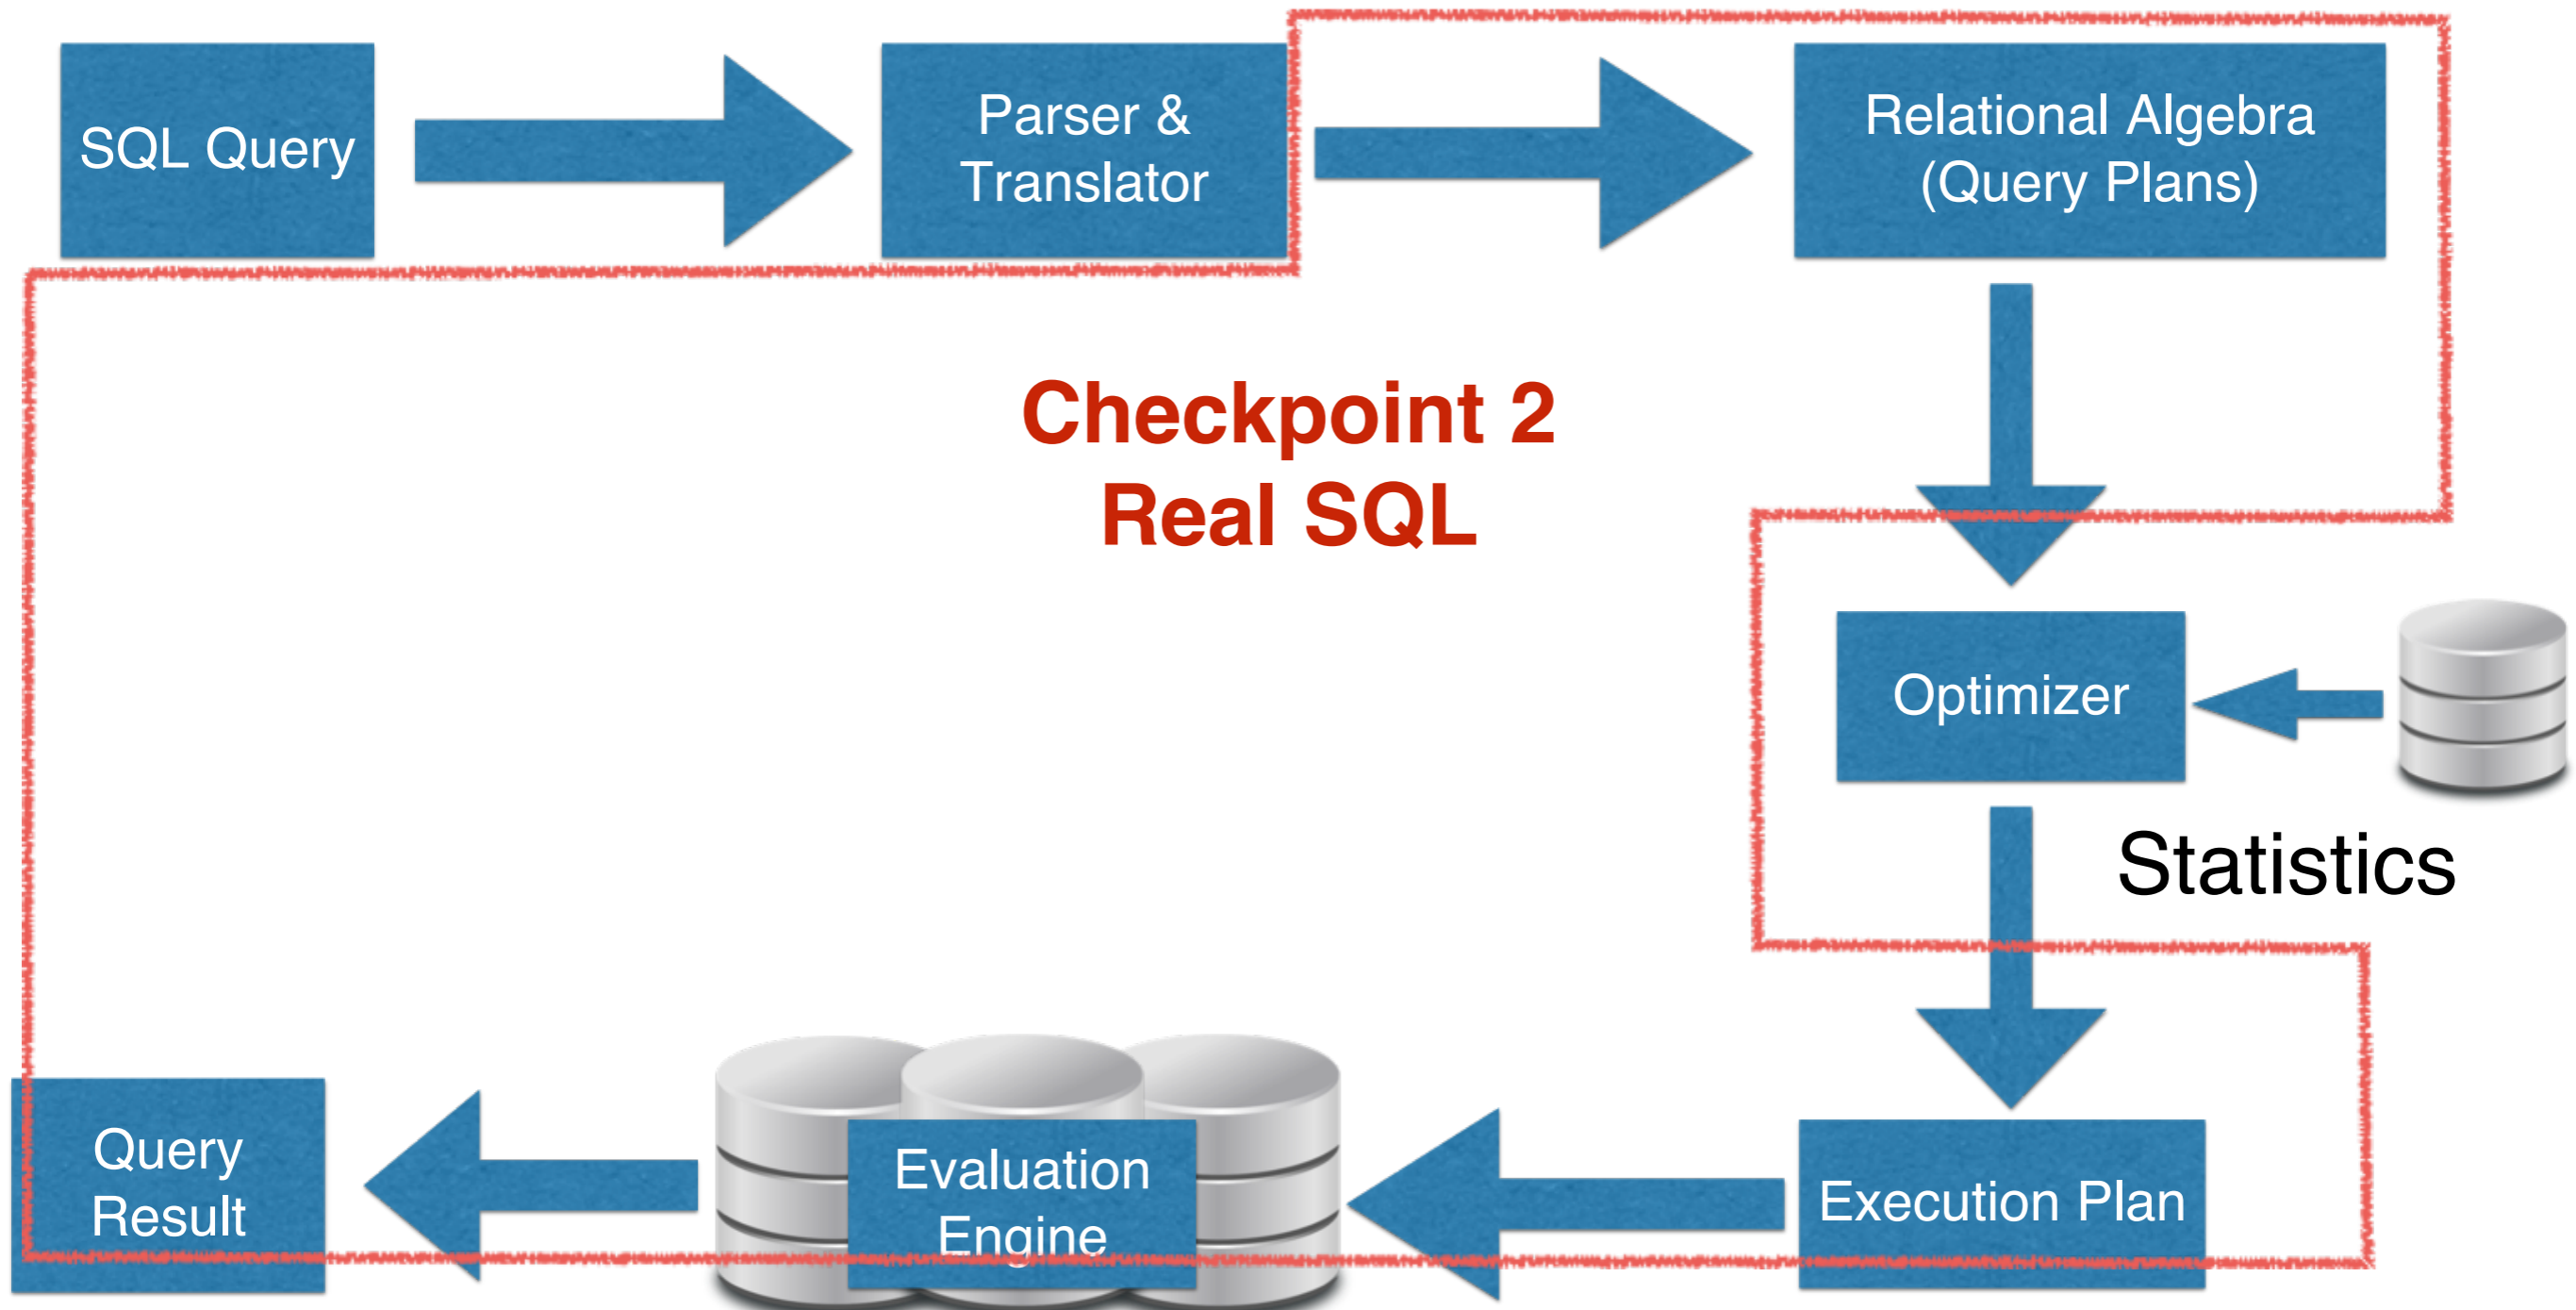 SQL Query
Parser &
Translator
Relational Algebra
(Query Plans)
Checkpoint 2
Real SQL
Optimizer
Statistics
Execution Plan
Evaluation
Engine
Query
Result